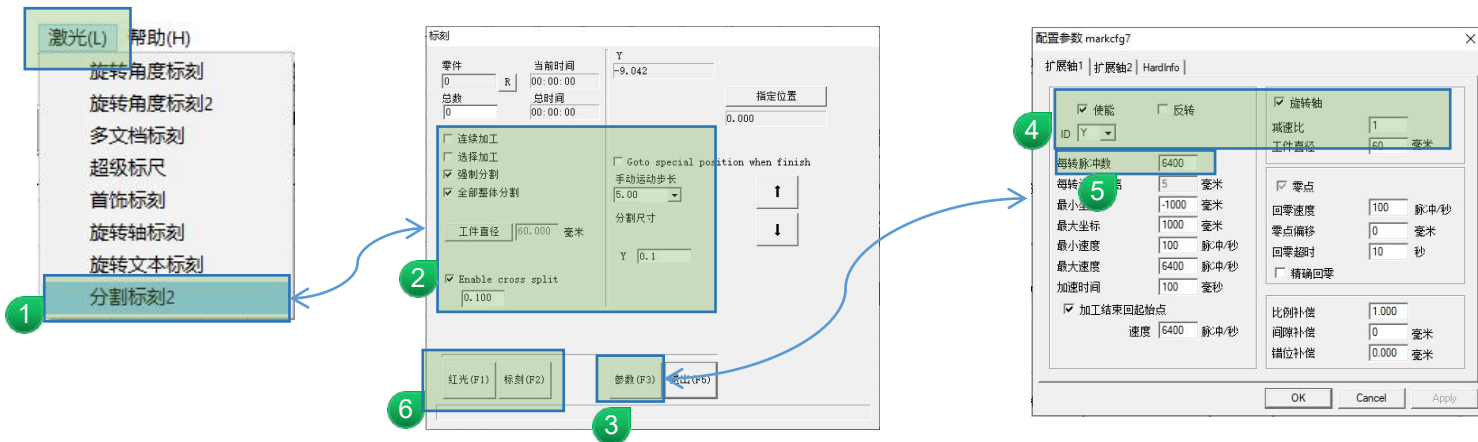 激光(L) 帮助(H)
旋转角度标刻
旋转角度标刻2
多文档标刻
超级标尺
首饰标刻
旋转轴标刻
旋转文本标刻
分割标刻2
1
标刻
零件
当前时间
0
R
00:00:00
总数
总时间
0
00:00:00
Y
-9.042
指定位置
0.000
连续加工
选择加工
强制分割
全部整体分割
工件直径 60.000 毫米
Enable cross split
0.100
Goto special position when finish
手动运动步长
5.00
分割尺寸
Y 0.1
2
红光(F1) 标刻(F2)
参数(F3)
出(F5)
6
3
配置参数 markcfg7
扩展轴1 扩展轴2 HardInfo
使能 反转
ID Y
4
每转脉冲数 6400
5
每转
5 毫米
最小坐
-1000 毫米
最大坐标 1000 毫米
最小速度 100 脉冲/秒
最大速度 6400 脉冲/秒
加速时间 100 毫秒
加工结束回起始点
速度 6400 脉冲/秒
旋转轴
减速比 1
工件直径 60 毫米
零点
回零速度 100 脉冲/秒
零点偏移 0 毫米
回零超时 10 秒
精确回零
比例补偿 1.000
间隙补偿 0 毫米
错位补偿 0.000 毫米
OK Cancel Apply